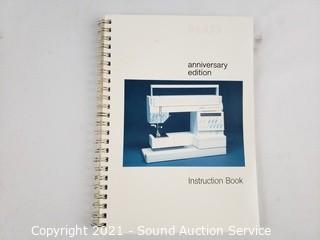 anniversary
edition
Instruction Book
Copyright 2021 - Sound Auction Service